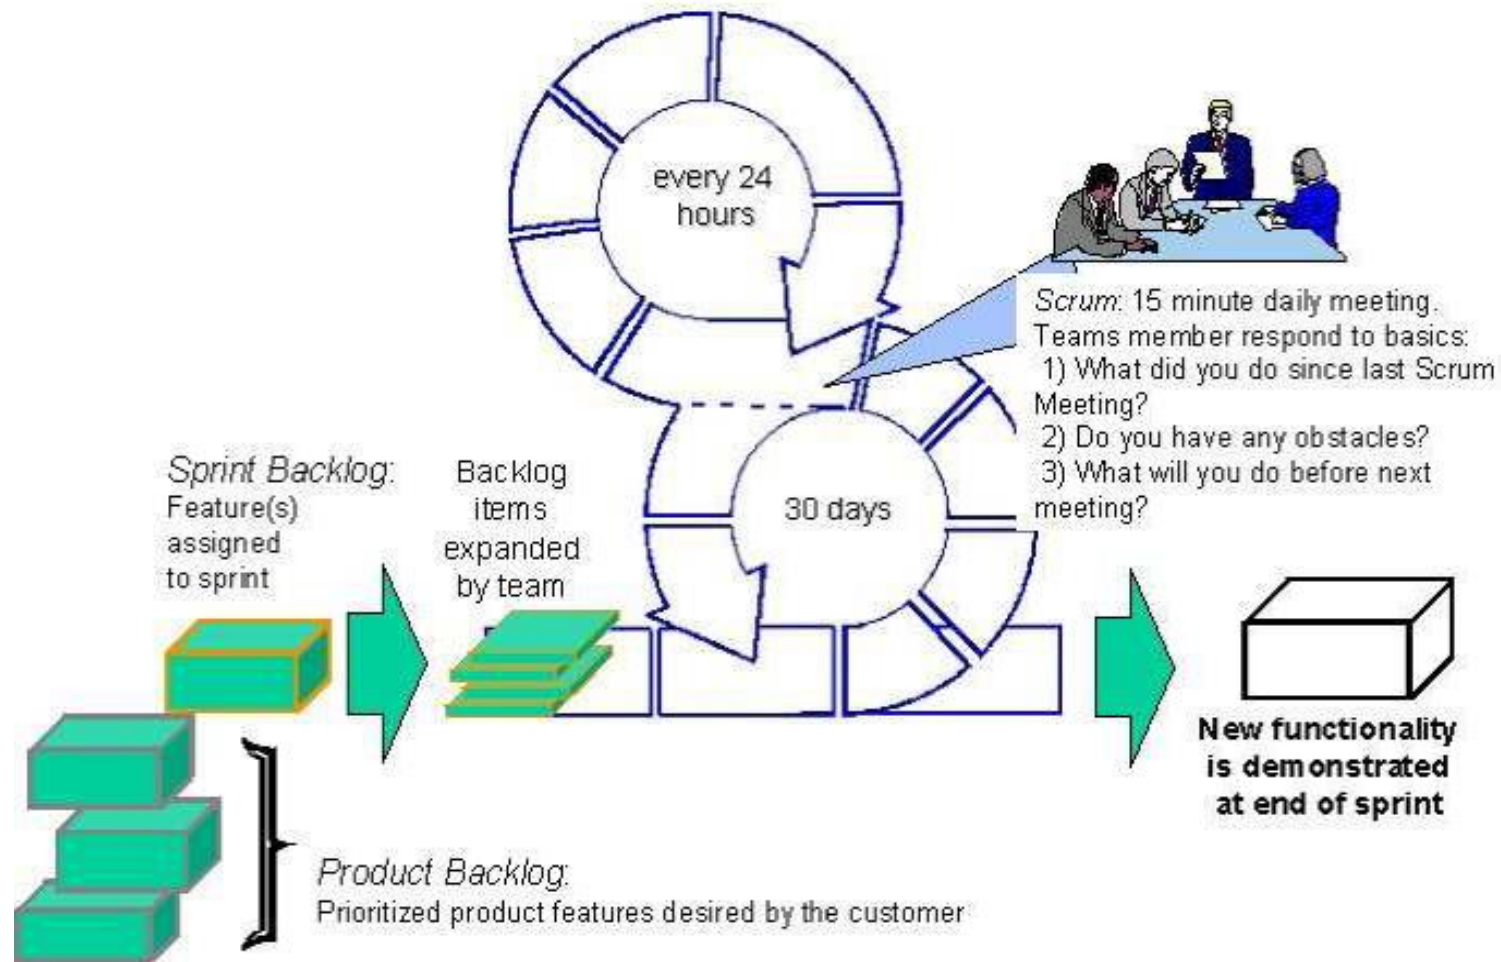 every 24
hours
Scrum: 15 minute daily meeting.
Teams member respond to basics:
1) What did you do since last Scrum
Meeting?
2) Do you have any obstacles?
3) What will you do before next
meeting?
30 days
Sprint Backlog:
Feature(s)
assigned
to sprint
Backlog
items
expanded
by team
New functionality
is demonstrated
at end of sprint
Product Backlog:
Prioritized product features desired by the customer